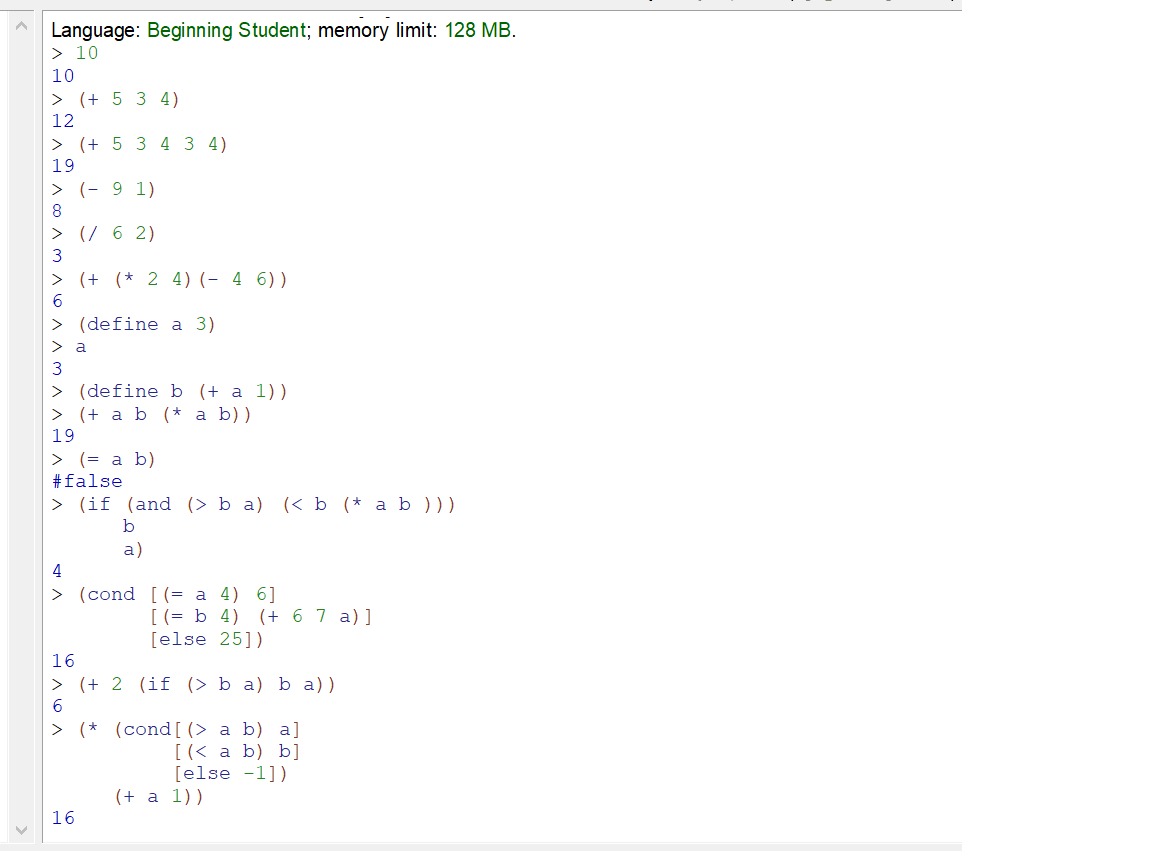 Language: Beginning Student; memory limit: 128 MB.
> 10
10
> (+ 5 3 4)
12
> (+ 5 3 4 3 4)
19
> (- 9 1)
8
> (/ 6 2)
3
> (+ (* 2 4)(- 4 6))
6
> (define a 3)
> a
3
> (define b (+ a 1))
> (+ a b (* a b))
19
> (= a b)
#false
> (if (and (> b a) (< b (* a b )))
      b
      a)
4
> (cond [(= a 4) 6]
        [(= b 4) (+ 6 7 a)]
        [else 25])
16
> (+ 2 (if (> b a) b a))
6
> (* (cond[(> a b) a]
          [(< a b) b]
          [else -1])
     (+ a 1))
16